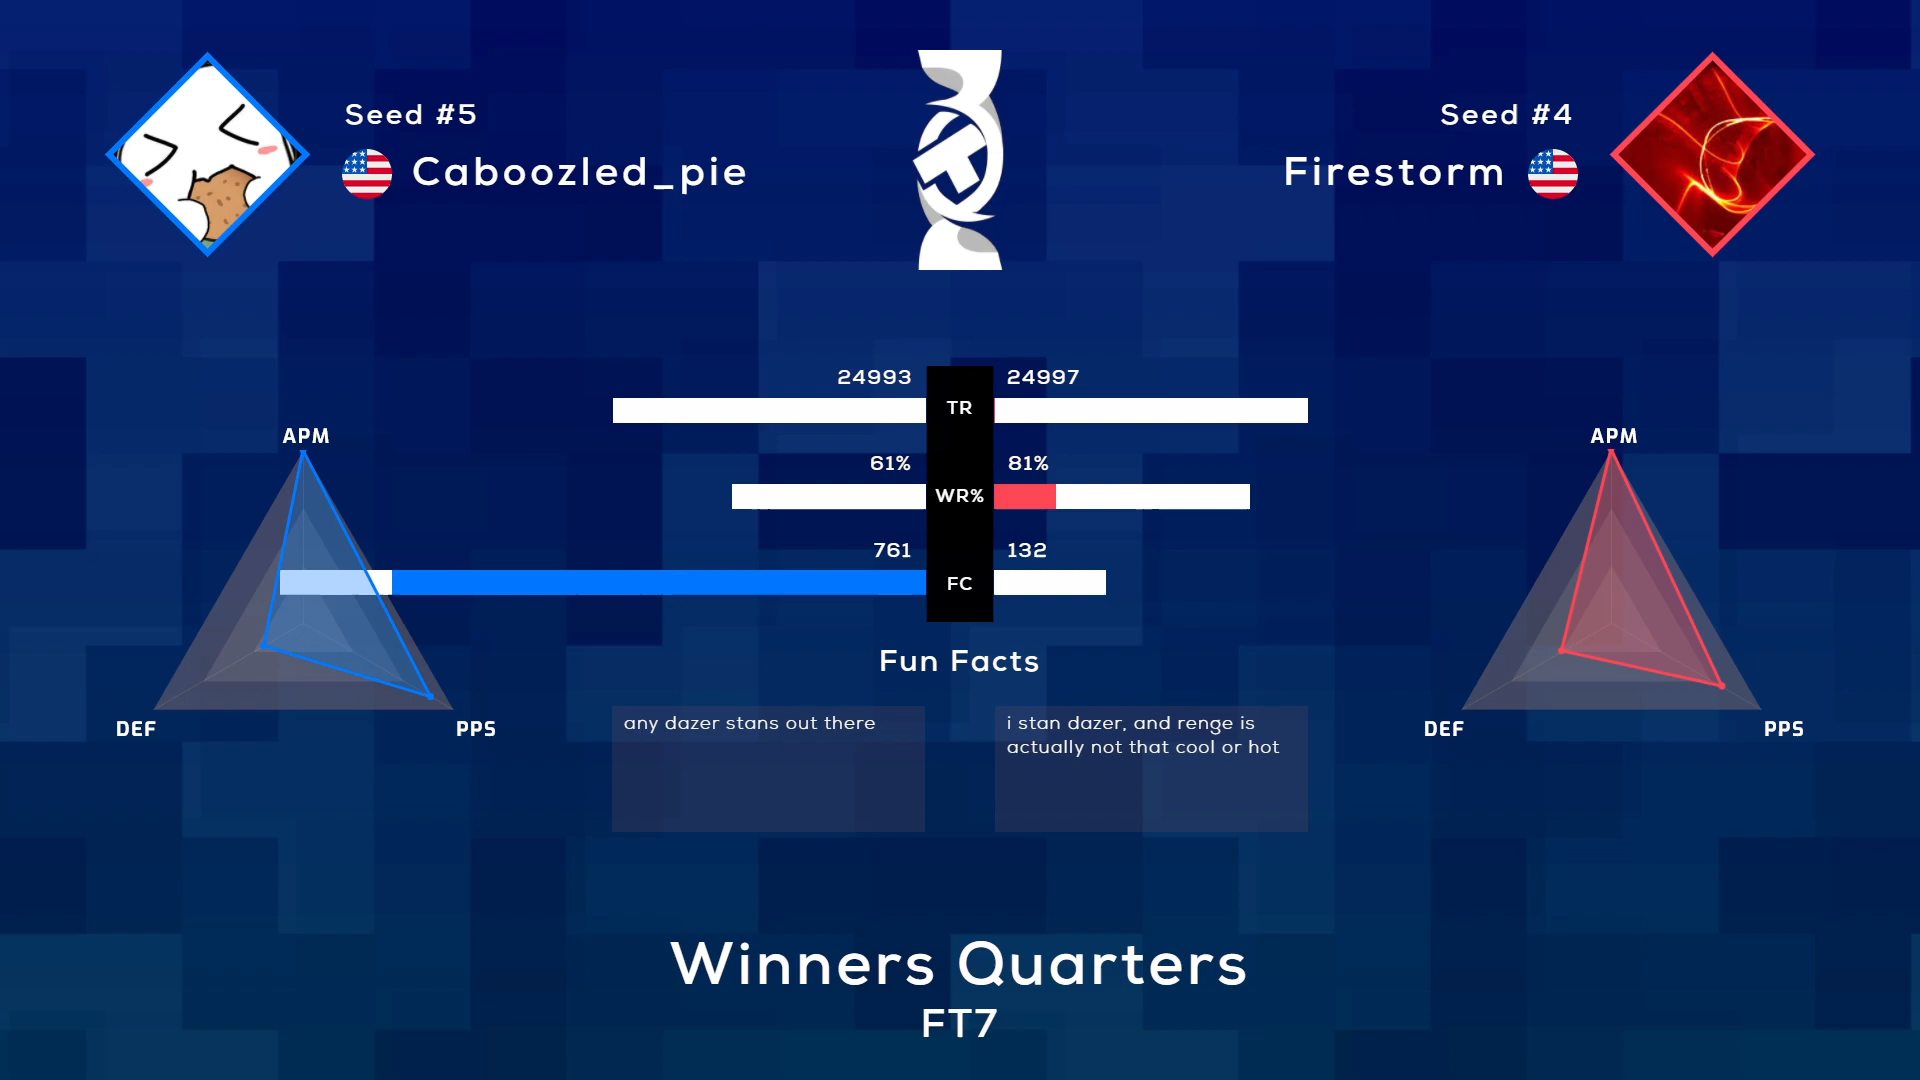 Seed #5
Caboozled_pie
Seed #4
Firestorm
24993 TR 24997
61% WR% 81%
761 FC 132
APM
DEF
PPS
APM
DEF
PPS
Fun Facts
any dazer stans out there
i stan dazer, and renge is
actually not that cool or hot
Winners Quarters
FT7